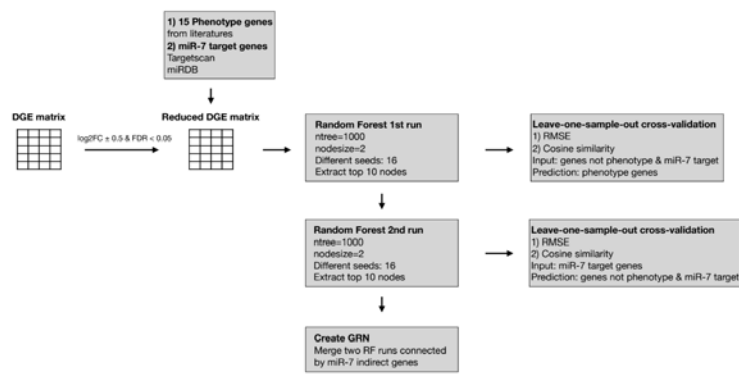 1) 15 Phenotype genes
from literatures
2) miR-7 target genes
Targetscan
miRDB
DGE matrix
log2FC ± 0.5 & FDR < 0.05
Reduced DGE matrix
Random Forest 1st run
ntree=1000
nodesize=2
Different seeds: 16
Extract top 10 nodes
Leave-one-sample-out cross-validation
1) RMSE
2) Cosine similarity
Input: genes not phenotype & miR-7 target
Prediction: phenotype genes
Random Forest 2nd run
ntree=1000
nodesize=2
Different seeds: 16
Extract top 10 nodes
Leave-one-sample-out cross-validation
1) RMSE
2) Cosine similarity
Input: miR-7 target genes
Prediction: genes not phenotype & miR-7 target
Create GRN
Merge two RF runs connected
by miR-7 indirect genes